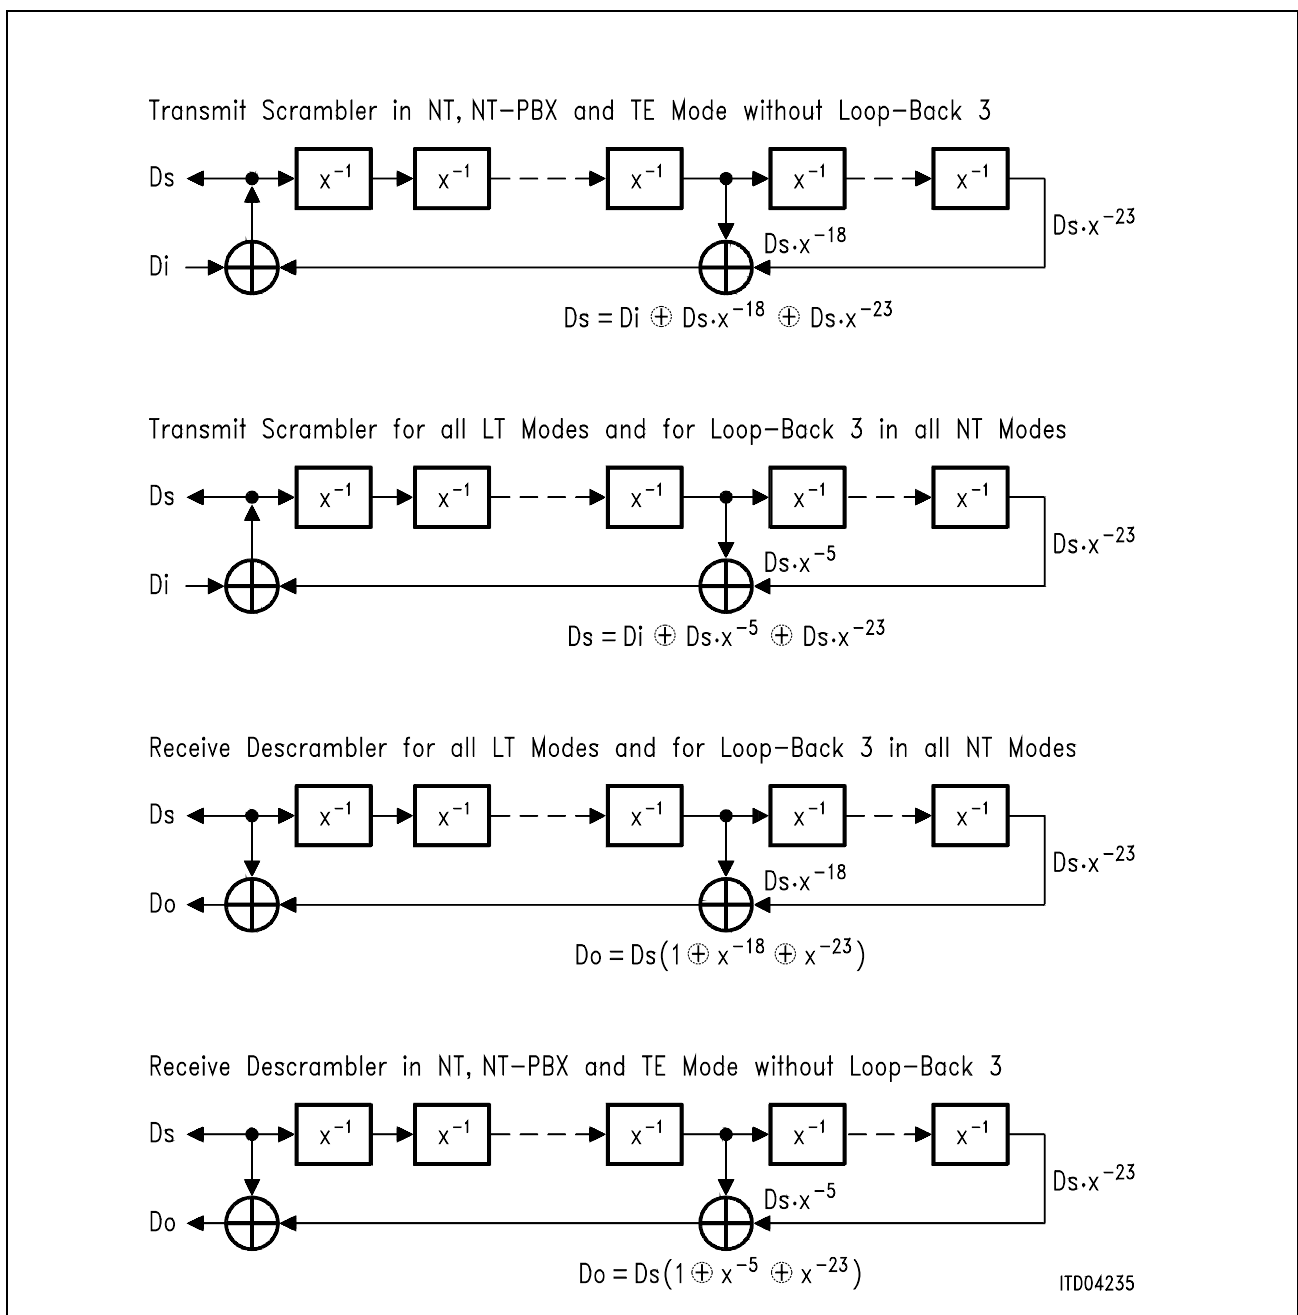 Transmit Scrambler in NT, NT-PBX and TE Mode without Loop-Back 3
Ds x⁻¹ x⁻¹ x⁻¹ x⁻¹ x⁻¹
Ds·x⁻²³
Ds·x⁻¹⁸
Di
Ds = Di ⊕ Ds·x⁻¹⁸ ⊕ Ds·x⁻²³
Transmit Scrambler for all LT Modes and for Loop-Back 3 in all NT Modes
Ds x⁻¹ x⁻¹ x⁻¹ x⁻¹ x⁻¹
Ds·x⁻²³
Ds·x⁻⁵
Di
Ds = Di ⊕ Ds·x⁻⁵ ⊕ Ds·x⁻²³
Receive Descrambler for all LT Modes and for Loop-Back 3 in all NT Modes
Ds x⁻¹ x⁻¹ x⁻¹ x⁻¹ x⁻¹
Ds·x⁻²³
Ds·x⁻¹⁸
Do
Do = Ds(1 ⊕ x⁻¹⁸ ⊕ x⁻²³)
Receive Descrambler in NT, NT-PBX and TE Mode without Loop-Back 3
Ds x⁻¹ x⁻¹ x⁻¹ x⁻¹ x⁻¹
Ds·x⁻²³
Ds·x⁻⁵
Do
Do = Ds(1 ⊕ x⁻⁵ ⊕ x⁻²³)
ITD04235